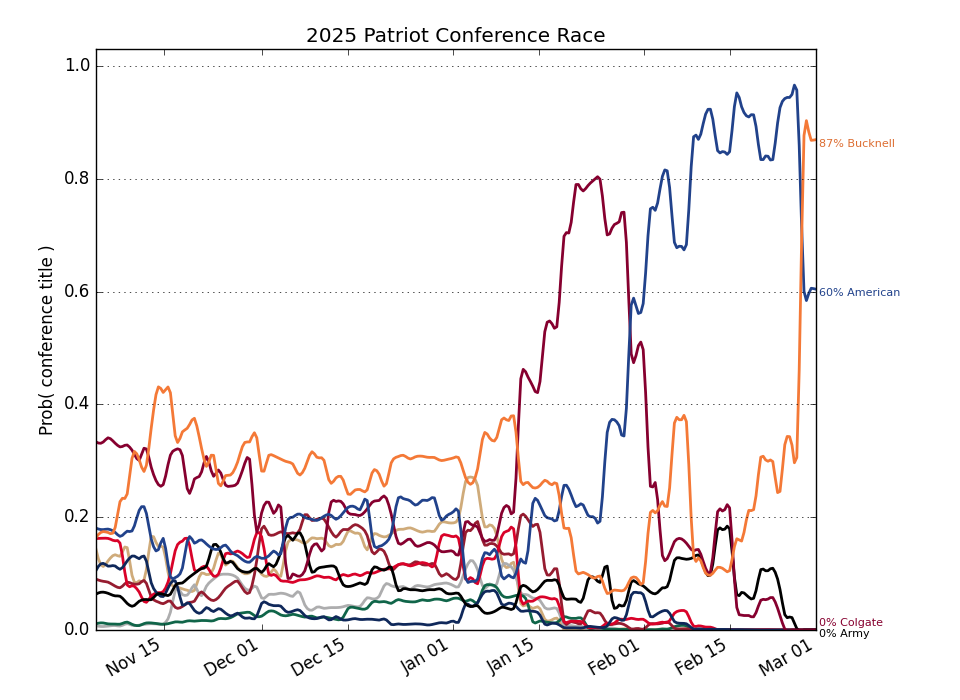 2025 Patriot Conference Race
Prob( conference title )
1.0
0.8
0.6
0.4
0.2
0.0
87% Bucknell
60% American
0% Colgate
0% Army
Nov 15
Dec 01
Dec 15
Jan 01
Jan 15
Feb 01
Feb 15
Mar 01